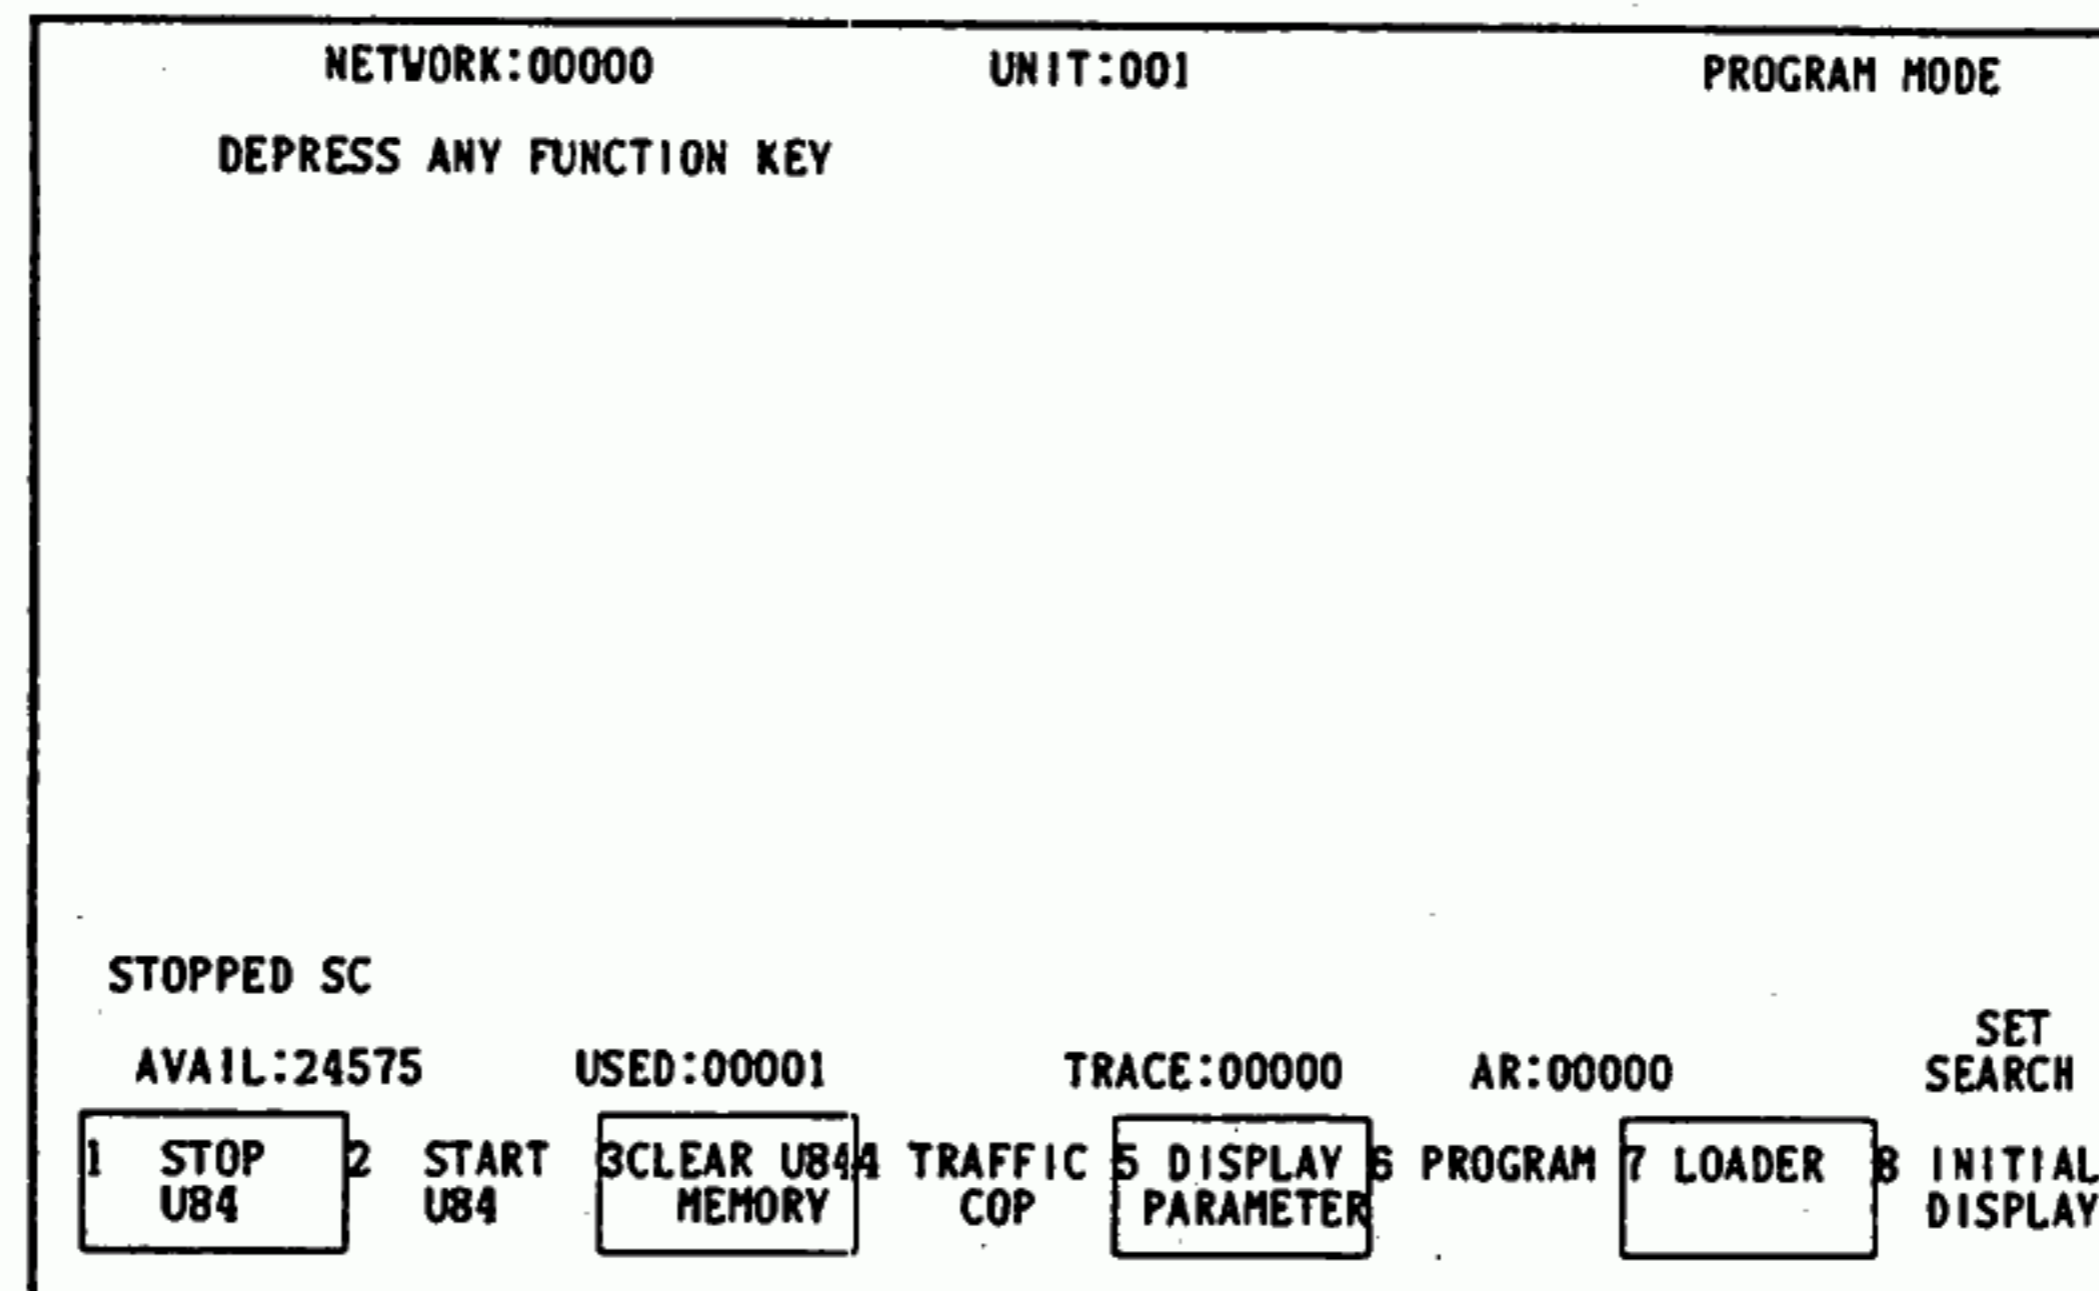 NETWORK:00000 UNIT:001 PROGRAM MODE
DEPRESS ANY FUNCTION KEY
STOPPED SC
SET
AVAIL:24575 USED:00001 TRACE:00000 AR:00000 SEARCH
1 STOP 2 START 3CLEAR U844 TRAFFIC 5 DISPLAY 6 PROGRAM 7 LOADER 8 INITIAL
U84 U84 MEMORY COP PARAMETER DISPLAY